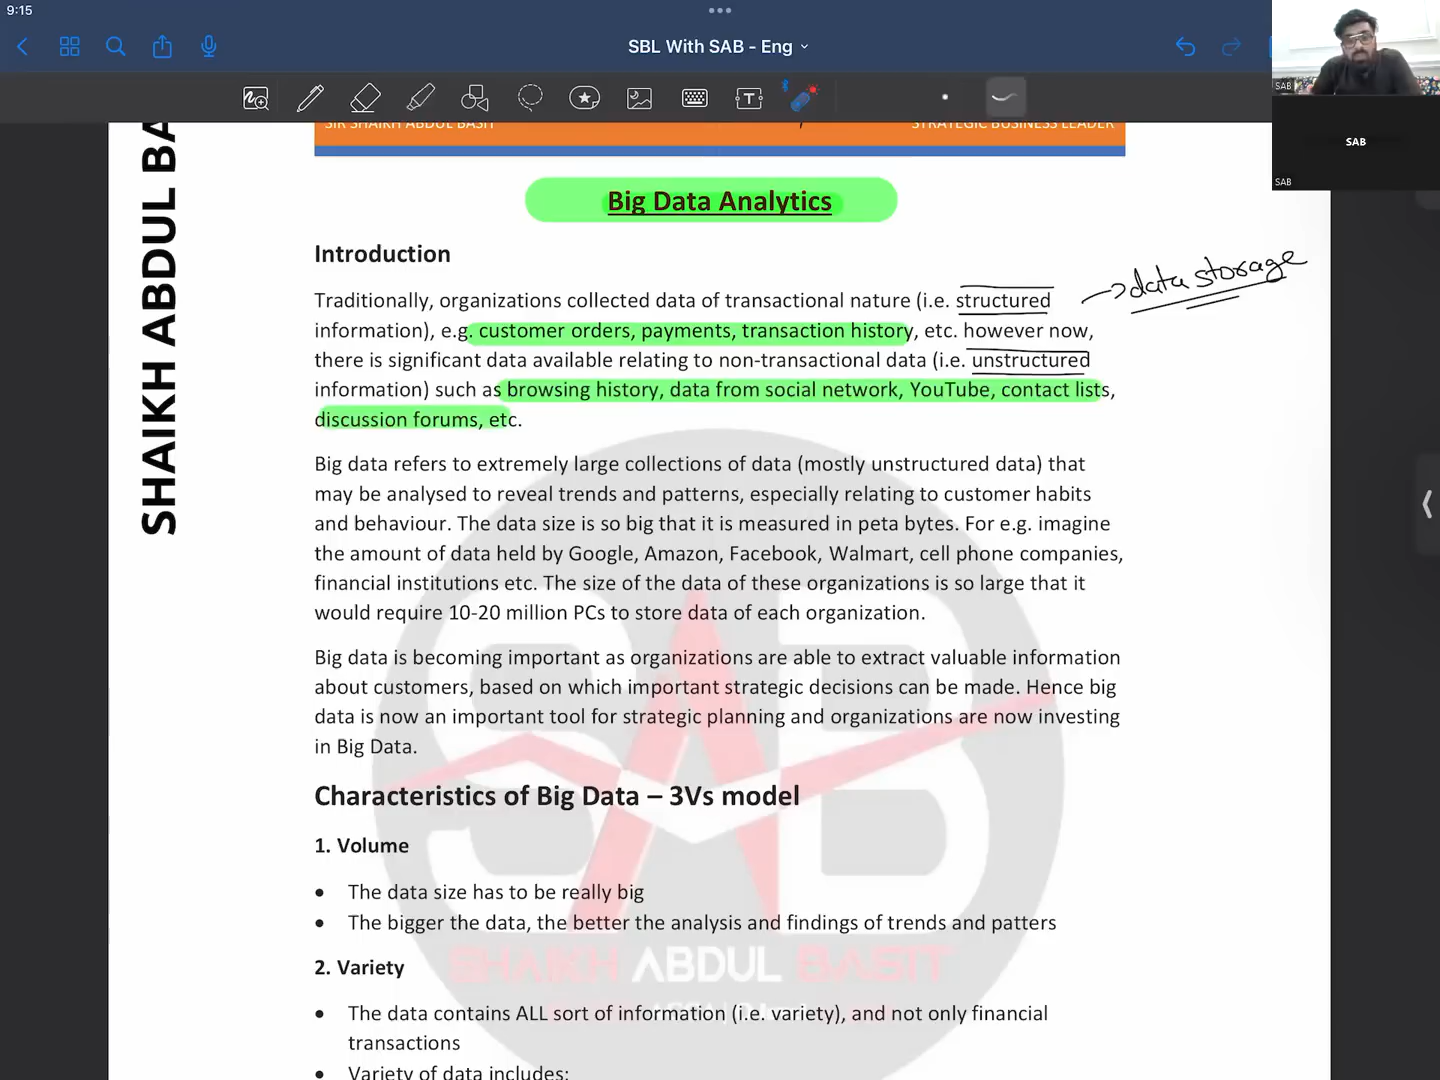 9:15
SBL With SAB - Eng
SAB
SAB
SAB
SIR SHAIKH ABDUL BASIT STRATEGIC BUSINESS LEADER
SHAIKH ABDUL BA
Big Data Analytics
Introduction
→ data storage
Traditionally, organizations collected data of transactional nature (i.e. structured
information), e.g. customer orders, payments, transaction history, etc. however now,
there is significant data available relating to non-transactional data (i.e. unstructured
information) such as browsing history, data from social network, YouTube, contact lists,
discussion forums, etc.
Big data refers to extremely large collections of data (mostly unstructured data) that
may be analysed to reveal trends and patterns, especially relating to customer habits
and behaviour. The data size is so big that it is measured in peta bytes. For e.g. imagine
the amount of data held by Google, Amazon, Facebook, Walmart, cell phone companies,
financial institutions etc. The size of the data of these organizations is so large that it
would require 10-20 million PCs to store data of each organization.
Big data is becoming important as organizations are able to extract valuable information
about customers, based on which important strategic decisions can be made. Hence big
data is now an important tool for strategic planning and organizations are now investing
in Big Data.
Characteristics of Big Data – 3Vs model
1. Volume
• The data size has to be really big
• The bigger the data, the better the analysis and findings of trends and patters
2. Variety
SHAIKH ABDUL BASIT
• The data contains ALL sort of information (i.e. variety), and not only financial
transactions
• Variety of data includes: